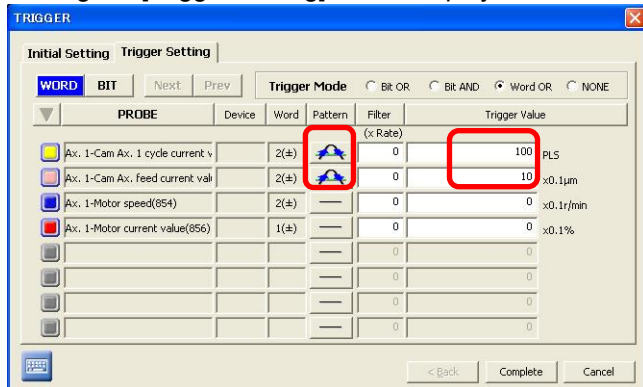 TRIGGER
Initial Setting Trigger Setting
WORD BIT Next Prev Trigger Mode Bit OR Bit AND Word OR NONE
PROBE Device Word Pattern Filter Trigger Value
(x Rate)
Ax. 1-Cam Ax. 1 cycle current v 2(±) 0 100 PLS
Ax. 1-Cam Ax. feed current valu 2(±) 0 10 x0.1μm
Ax. 1-Motor speed(854) 2(±) — 0 0 x0.1r/min
Ax. 1-Motor current value(856) 1(±) — 0 0 x0.1%
— 0 0
— 0 0
— 0 0
— 0 0
< Back Complete Cancel